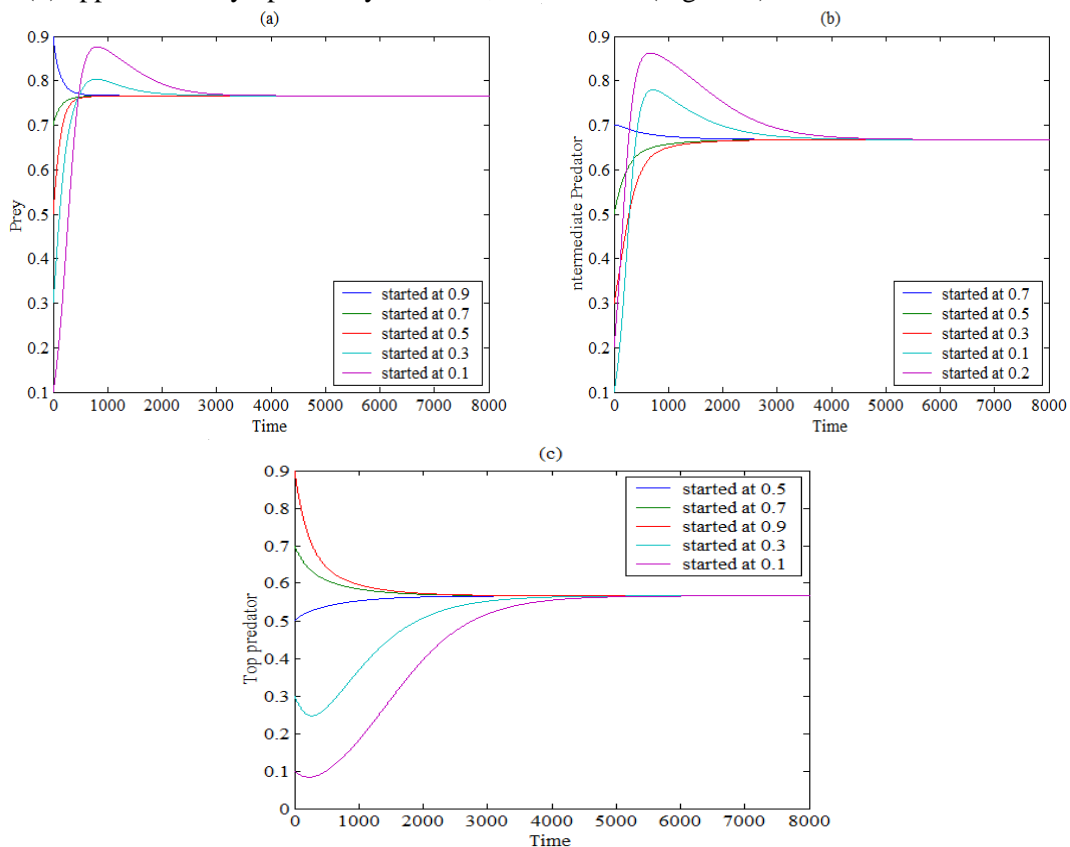 (a)
0.9
0.8
0.7
0.6
0.5
0.4
0.3
0.2
0.1
Prey
started at 0.9
started at 0.7
started at 0.5
started at 0.3
started at 0.1
0 1000 2000 3000 4000 5000 6000 7000 8000
Time
(b)
0.9
0.8
0.7
0.6
0.5
0.4
0.3
0.2
0.1
ntermediate Predator
started at 0.7
started at 0.5
started at 0.3
started at 0.1
started at 0.2
0 1000 2000 3000 4000 5000 6000 7000 8000
Time
(c)
0.9
0.8
0.7
0.6
0.5
0.4
0.3
0.2
0.1
0
Top predator
started at 0.5
started at 0.7
started at 0.9
started at 0.3
started at 0.1
0 1000 2000 3000 4000 5000 6000 7000 8000
Time